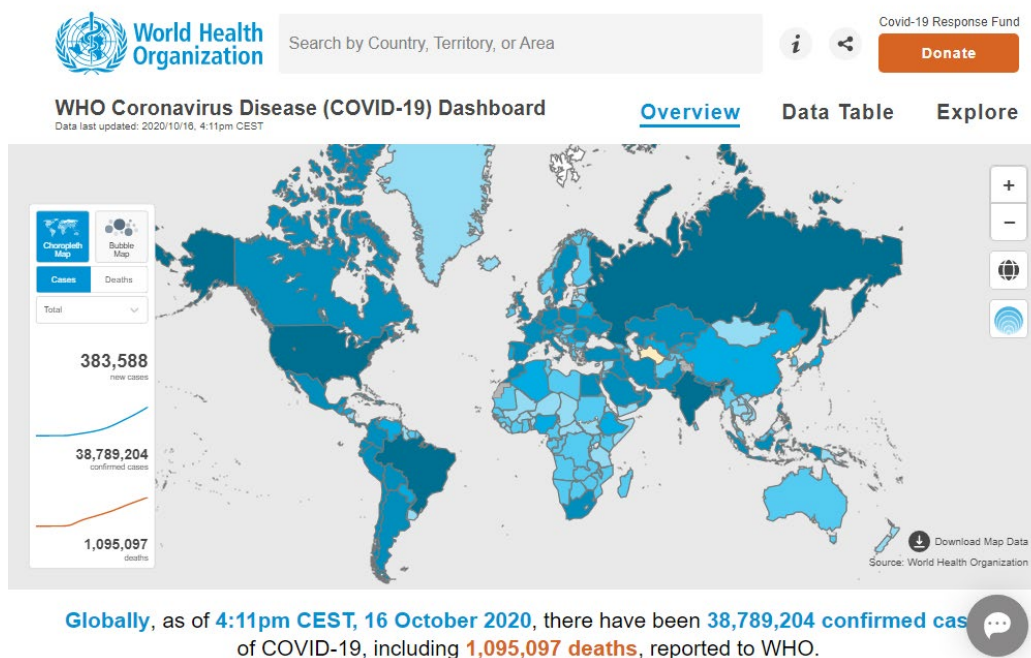 World Health
Organization
Search by Country, Territory, or Area
i
Covid-19 Response Fund
Donate
WHO Coronavirus Disease (COVID-19) Dashboard
Data last updated: 2020/10/16, 4:11pm CEST
Overview
Data Table
Explore
Choropleth
Map
Bubble
Map
Cases
Deaths
Total
383,588
new cases
38,789,204
confirmed cases
1,095,097
deaths
+
−
Download Map Data
Source: World Health Organization
Globally, as of 4:11pm CEST, 16 October 2020, there have been 38,789,204 confirmed cas
of COVID-19, including 1,095,097 deaths, reported to WHO.